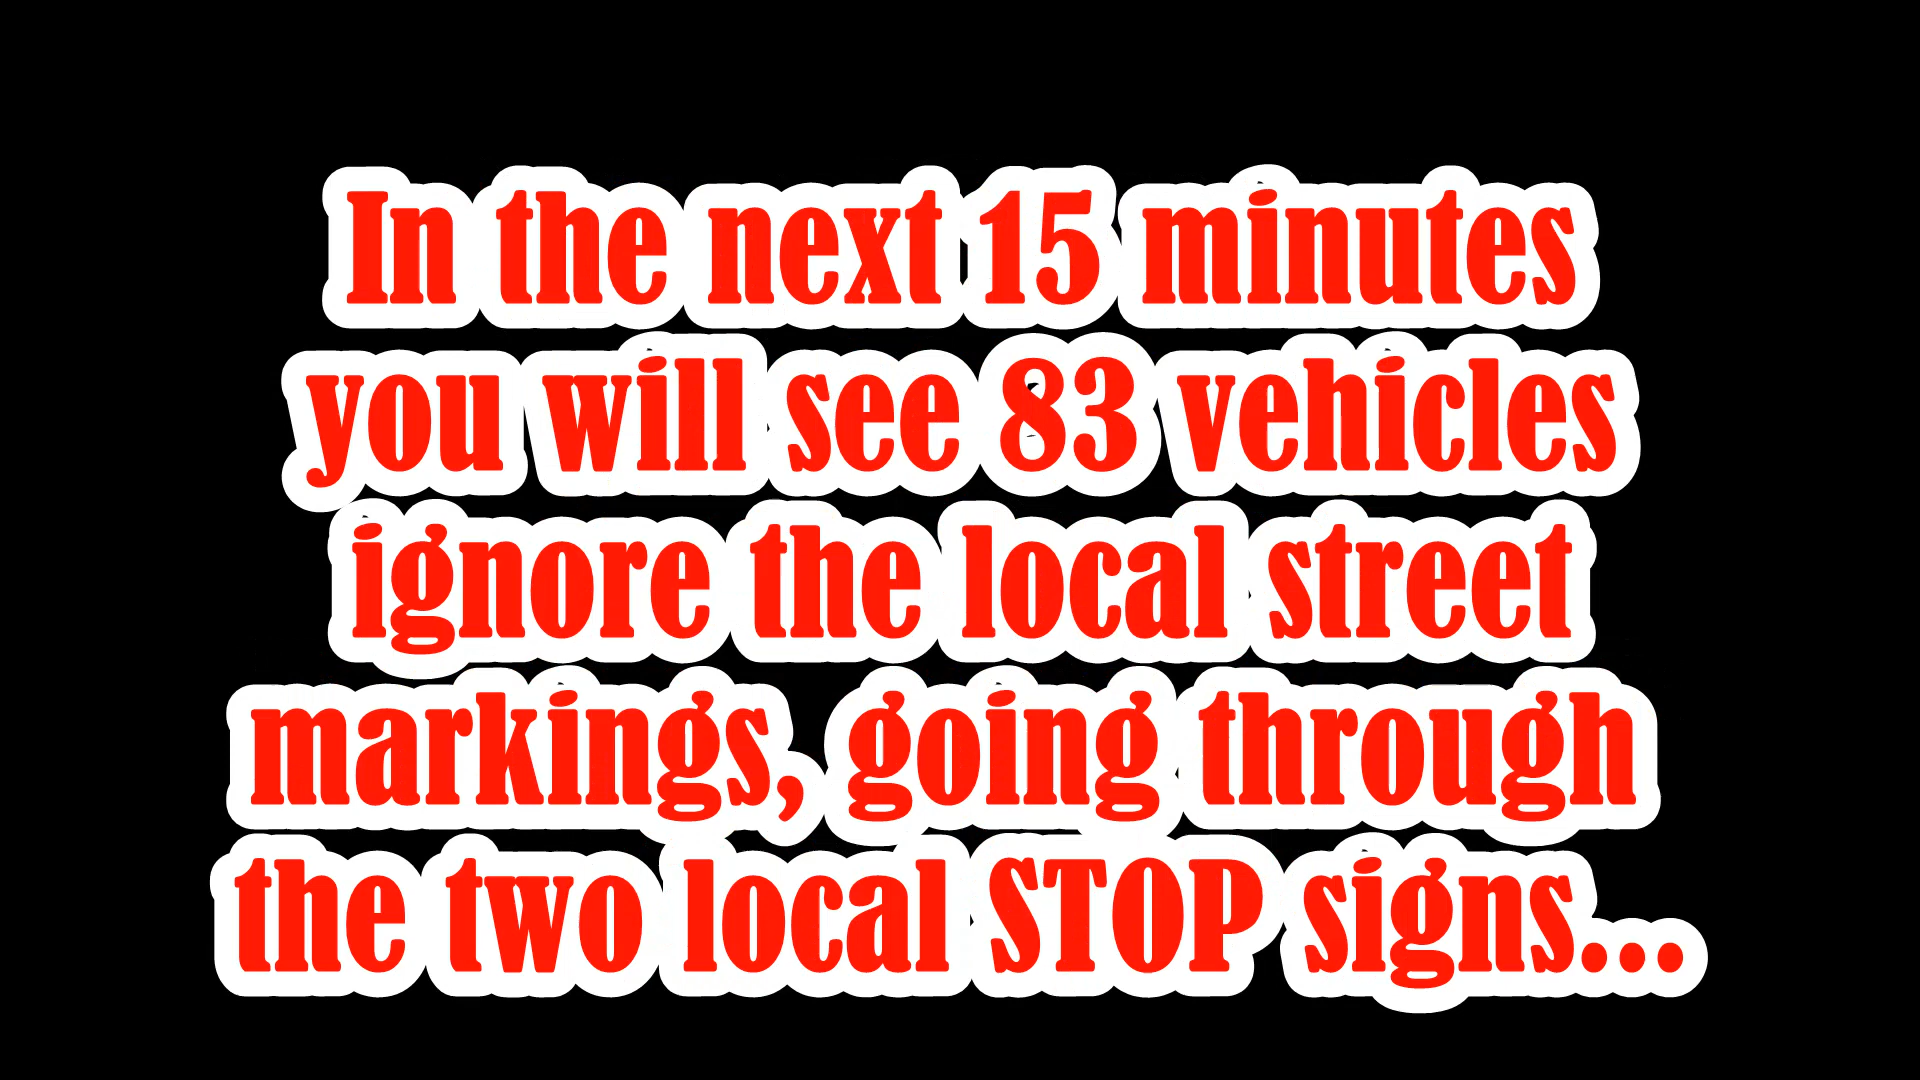 In the next 15 minutes
you will see 83 vehicles
ignore the local street
markings, going through
the two local STOP signs...